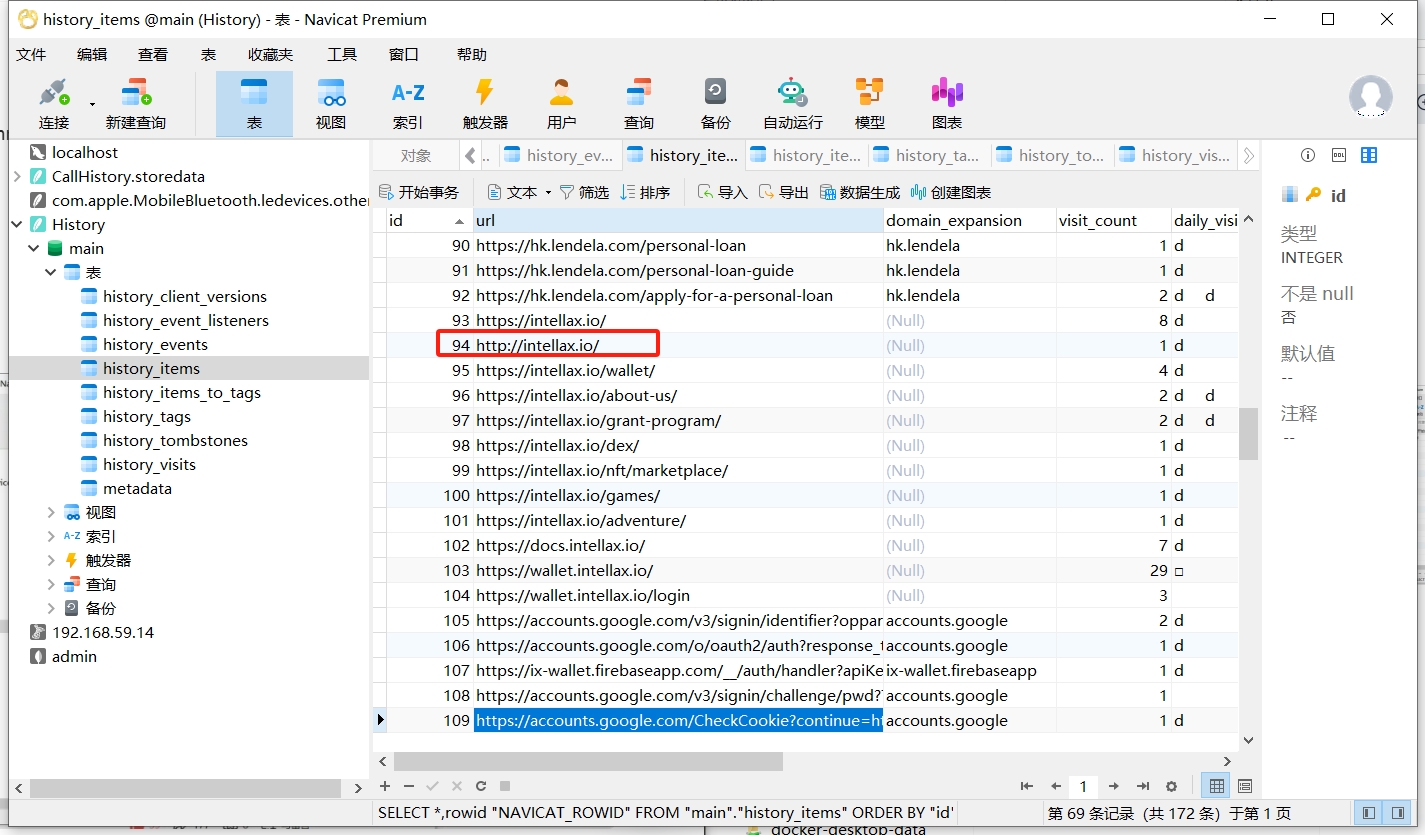 history_items @main (History) - 表 - Navicat Premium
文件 编辑 查看 表 收藏夹 工具 窗口 帮助
连接 新建查询 表 视图 索引 触发器 用户 查询 备份 自动运行 模型 图表
A-Z
localhost
CallHistory.storedata
com.apple.MobileBluetooth.ledevices.other
History
main
表
history_client_versions
history_event_listeners
history_events
history_items
history_items_to_tags
history_tags
history_tombstones
history_visits
metadata
视图
A-Z 索引
触发器
查询
备份
192.168.59.14
admin
对象 .. history_ev... history_ite... history_ite... history_ta... history_to... history_vis...
开始事务 文本 筛选 排序 导入 导出 数据生成 创建图表
id url domain_expansion visit_count daily_visi
90 https://hk.lendela.com/personal-loan hk.lendela 1 d
91 https://hk.lendela.com/personal-loan-guide hk.lendela 1 d
92 https://hk.lendela.com/apply-for-a-personal-loan hk.lendela 2 d d
93 https://intellax.io/ (Null) 8 d
94 http://intellax.io/ (Null) 1 d
95 https://intellax.io/wallet/ (Null) 4 d
96 https://intellax.io/about-us/ (Null) 2 d d
97 https://intellax.io/grant-program/ (Null) 2 d d
98 https://intellax.io/dex/ (Null) 1 d
99 https://intellax.io/nft/marketplace/ (Null) 1 d
100 https://intellax.io/games/ (Null) 1 d
101 https://intellax.io/adventure/ (Null) 1 d
102 https://docs.intellax.io/ (Null) 7 d
103 https://wallet.intellax.io/ (Null) 29 □
104 https://wallet.intellax.io/login (Null) 3
105 https://accounts.google.com/v3/signin/identifier?oppar accounts.google 2 d
106 https://accounts.google.com/o/oauth2/auth?response_t accounts.google 1 d
107 https://ix-wallet.firebaseapp.com/__/auth/handler?apiKe ix-wallet.firebaseapp 1 d
108 https://accounts.google.com/v3/signin/challenge/pwd? accounts.google 1
109 https://accounts.google.com/CheckCookie?continue=h accounts.google 1 d
DDL
id
类型
INTEGER
不是 null
否
默认值
--
注释
--
1
SELECT *,rowid "NAVICAT_ROWID" FROM "main"."history_items" ORDER BY "id"
第 69 条记录 (共 172 条) 于第 1 页
docker-desktop-data